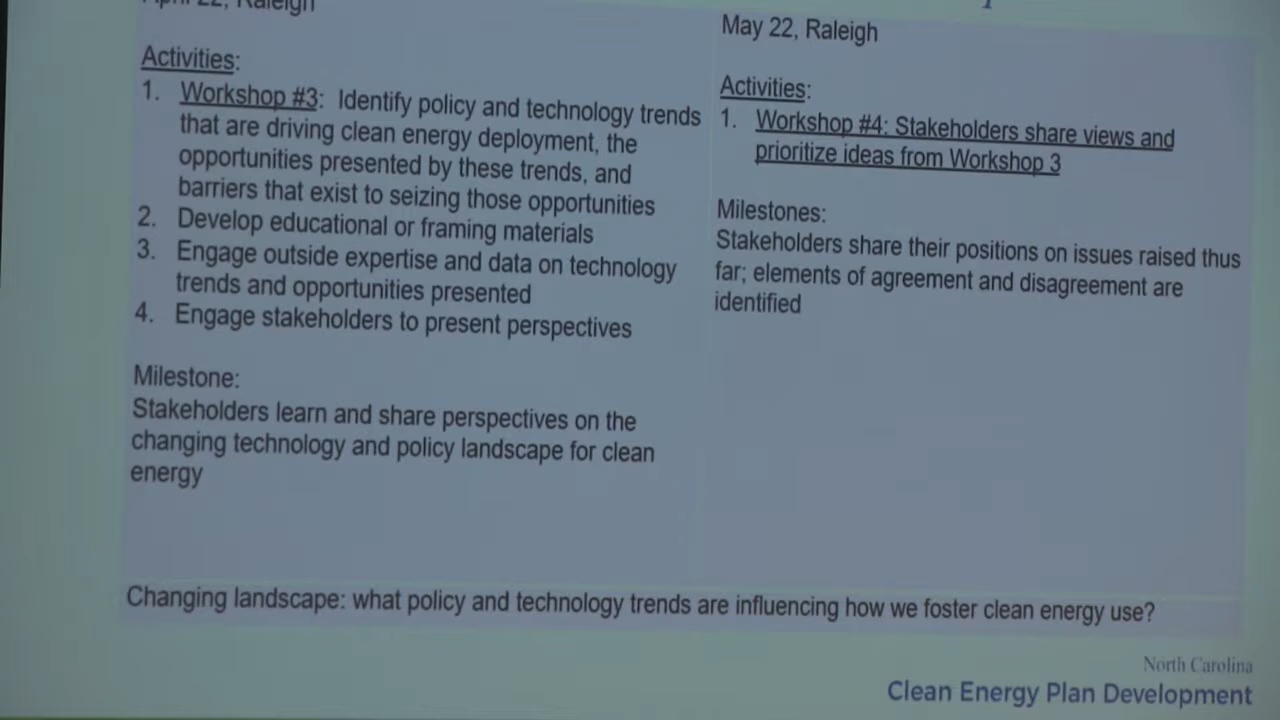 April 22, Raleigh
Activities:
1. Workshop #3: Identify policy and technology trends
that are driving clean energy deployment, the
opportunities presented by these trends, and
barriers that exist to seizing those opportunities
2. Develop educational or framing materials
3. Engage outside expertise and data on technology
trends and opportunities presented
4. Engage stakeholders to present perspectives
Milestone:
Stakeholders learn and share perspectives on the
changing technology and policy landscape for clean
energy
May 22, Raleigh
Activities:
1. Workshop #4: Stakeholders share views and
prioritize ideas from Workshop 3
Milestones:
Stakeholders share their positions on issues raised thus
far; elements of agreement and disagreement are
identified
Changing landscape: what policy and technology trends are influencing how we foster clean energy use?
North Carolina
Clean Energy Plan Development